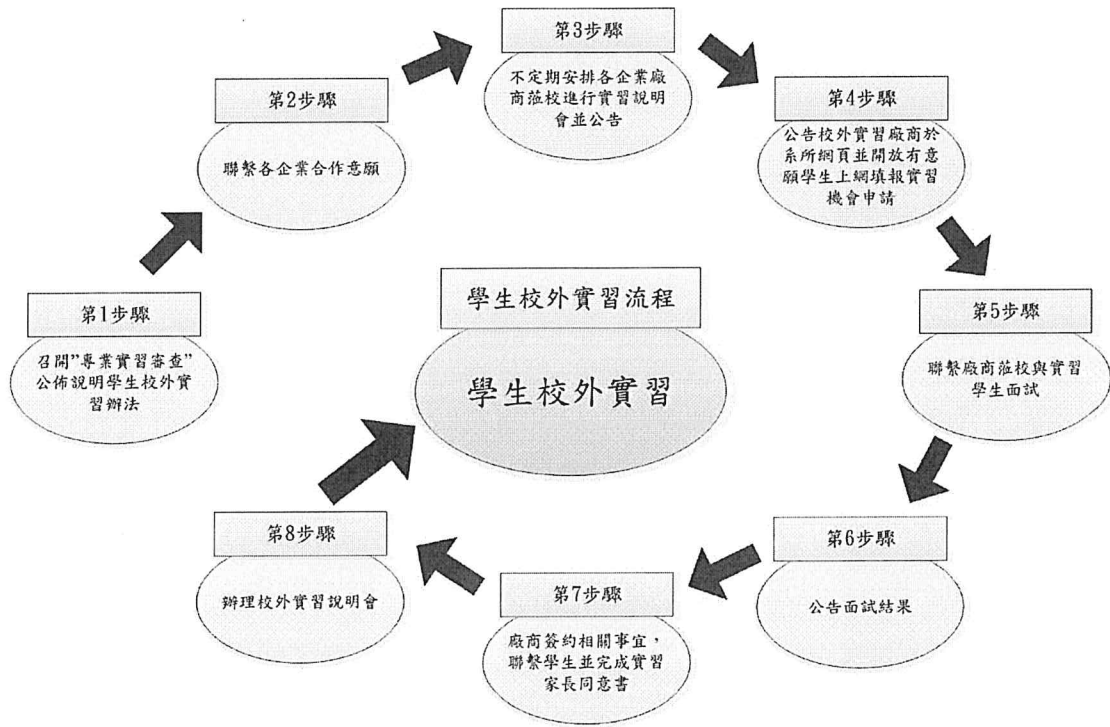 第1步驟
召開”專業實習審查”
公佈說明學生校外實
習辦法
第2步驟
聯繫各企業合作意願
第3步驟
不定期安排各企業廠
商蒞校進行實習說明
會並公告
第4步驟
公告校外實習廠商於
系所網頁並開放有意
願學生上網填報實習
機會申請
第5步驟
聯繫廠商蒞校與實習
學生面試
第6步驟
公告面試結果
第7步驟
廠商簽約相關事宜，
聯繫學生並完成實習
家長同意書
第8步驟
辦理校外實習說明會
學生校外實習流程
學生校外實習